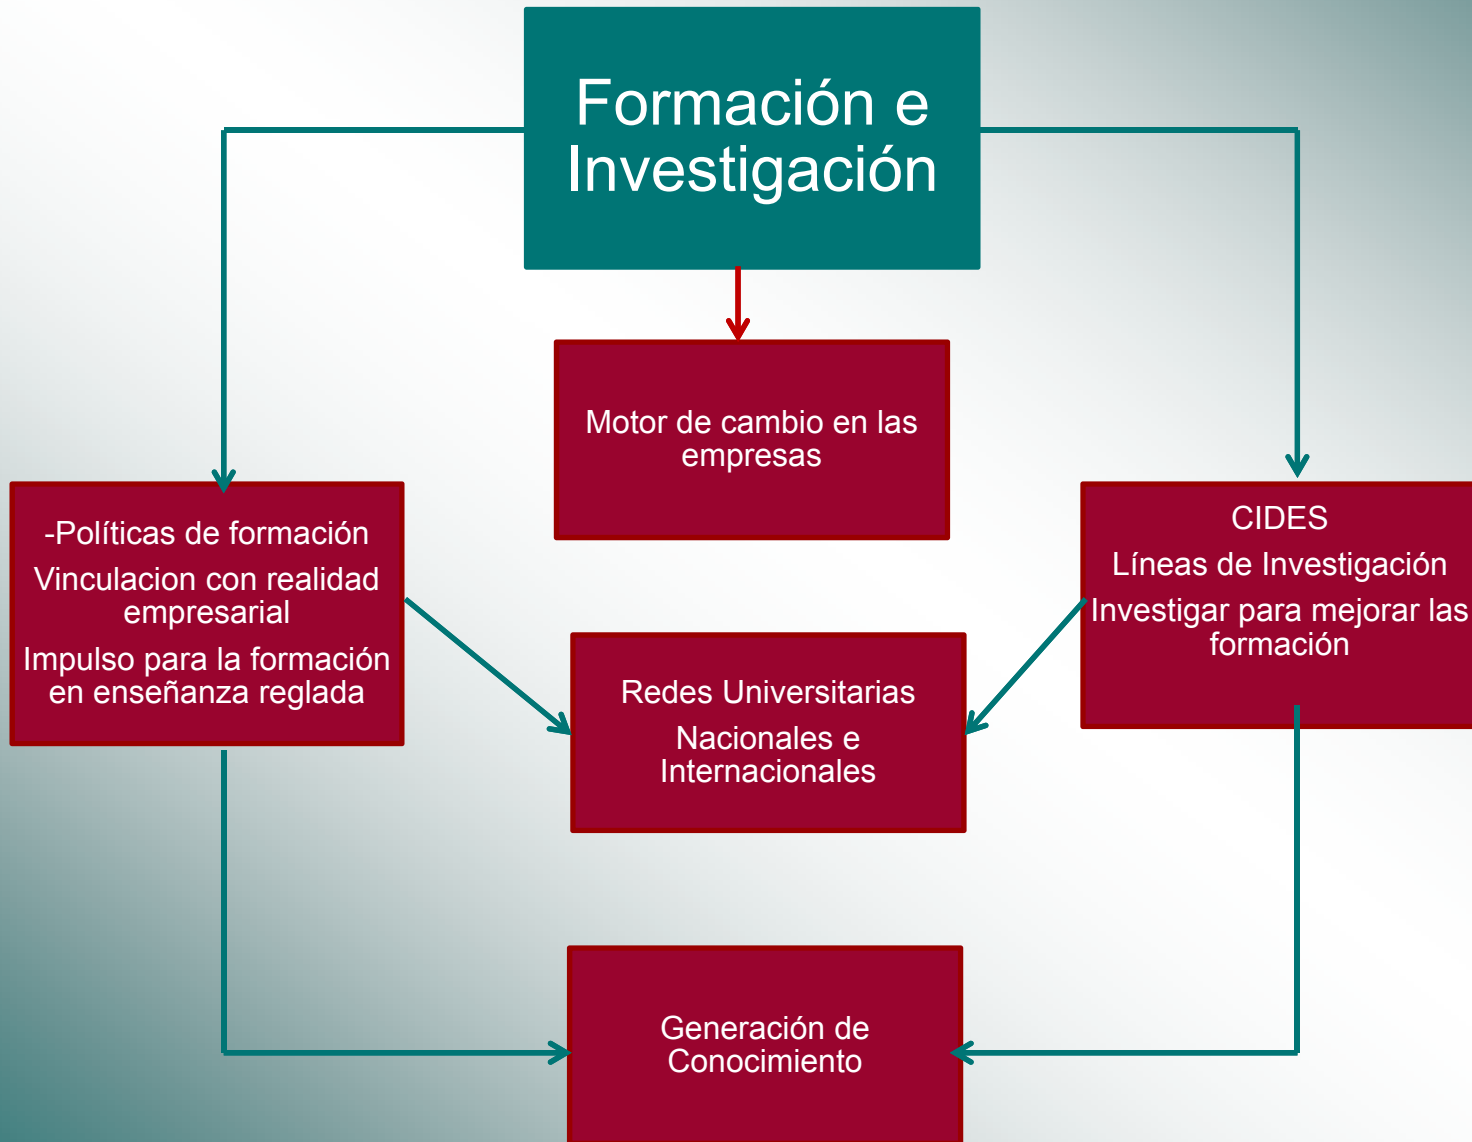 Formación e
Investigación
Motor de cambio en las
empresas
-Políticas de formación
Vinculacion con realidad
empresarial
Impulso para la formación
en enseñanza reglada
CIDES
Líneas de Investigación
Investigar para mejorar las
formación
Redes Universitarias
Nacionales e
Internacionales
Generación de
Conocimiento